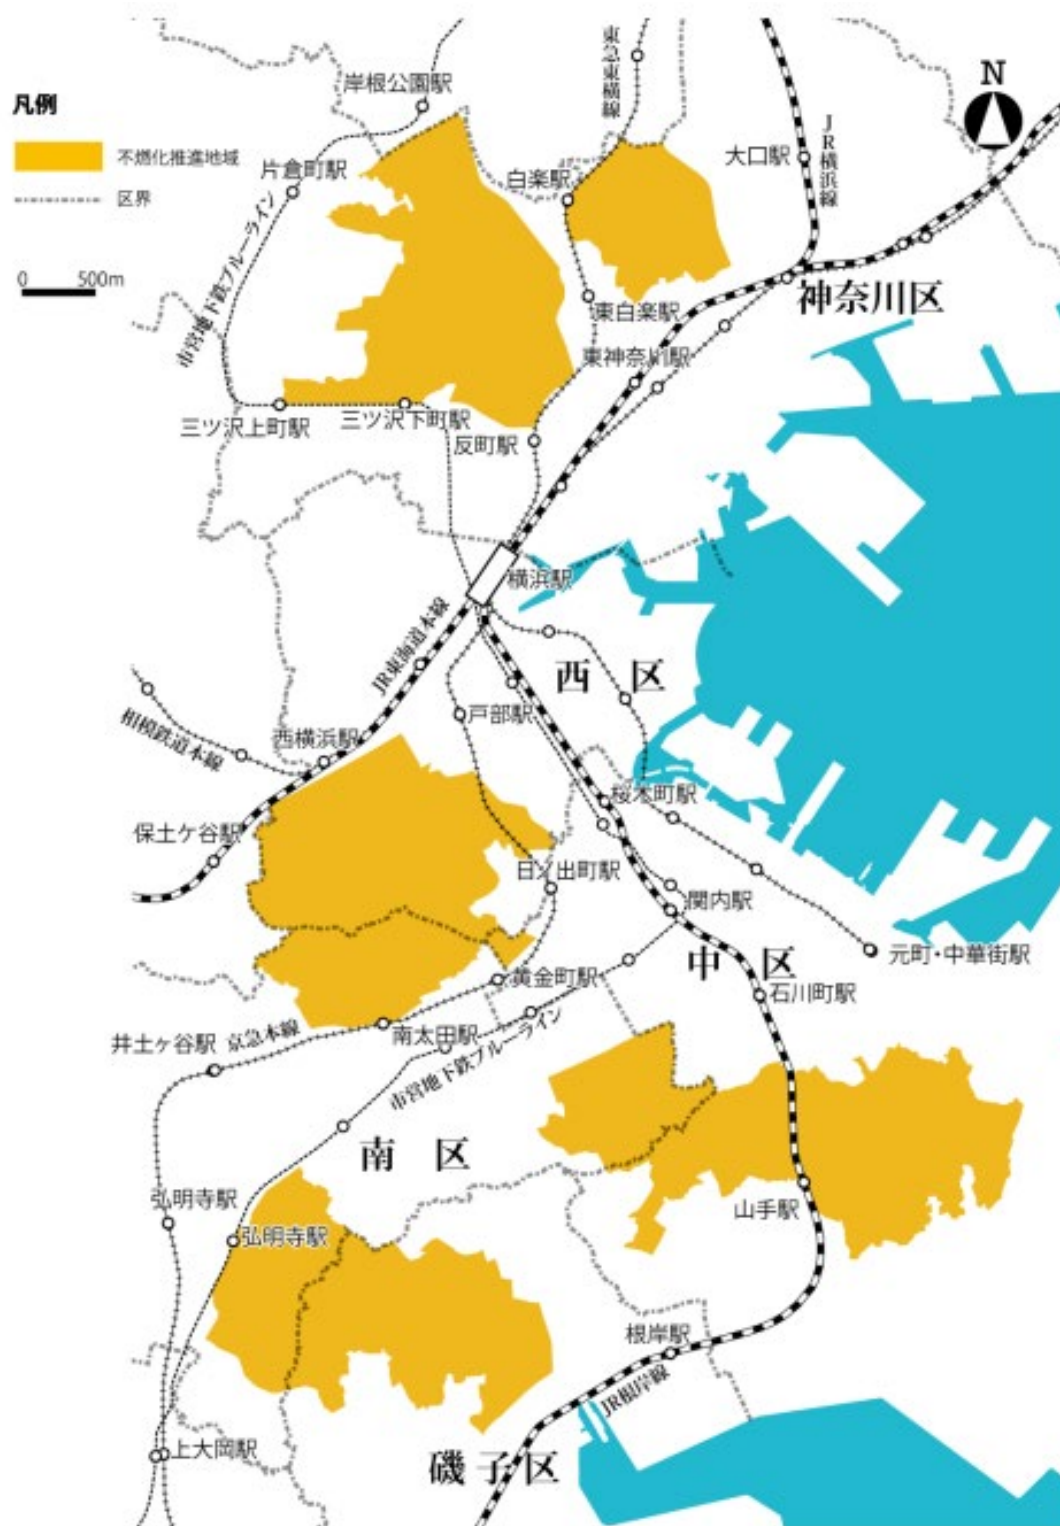 東急東横線
N
岸根公園駅
凡例
不燃化推進地域
区界
0 500m
片倉町駅
白楽駅
大口駅
JR横浜線
市営地下鉄ブルーライン
神奈川区
東白楽駅
東神奈川駅
三ツ沢上町駅
三ツ沢下町駅
反町駅
横浜駅
JR東海道本線
西区
戸部駅
相模鉄道本線
西横浜駅
桜木町駅
保土ケ谷駅
日ノ出町駅
関内駅
中区
元町・中華街駅
黄金町駅
石川町駅
井土ヶ谷駅
京急本線
南太田駅
市営地下鉄ブルーライン
南区
弘明寺駅
弘明寺駅
山手駅
根岸駅
JR根岸線
上大岡駅
磯子区